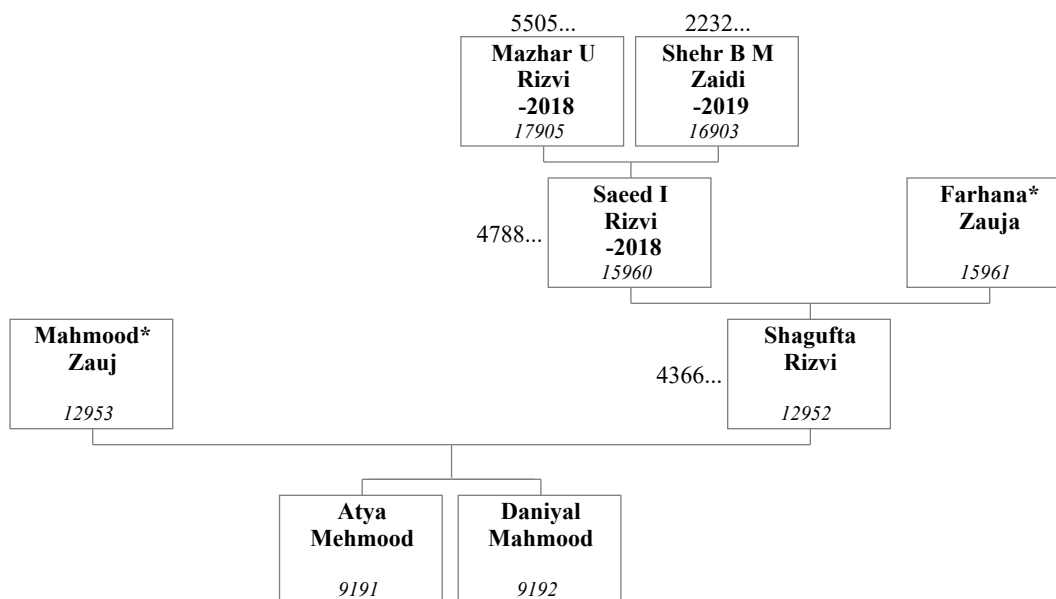 5505...
2232...
Mazhar U
Rizvi
-2018
17905
Shehr B M
Zaidi
-2019
16903
4788...
Saeed I
Rizvi
-2018
15960
Farhana*
Zauja
15961
Mahmood*
Zauj
12953
4366...
Shagufta
Rizvi
12952
Atya
Mehmood
9191
Daniyal
Mahmood
9192